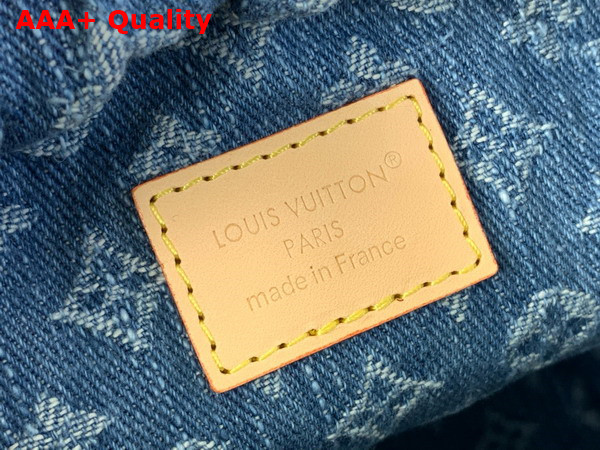 AAA+ Quality
LOUIS VUITTON®
PARIS
made in France